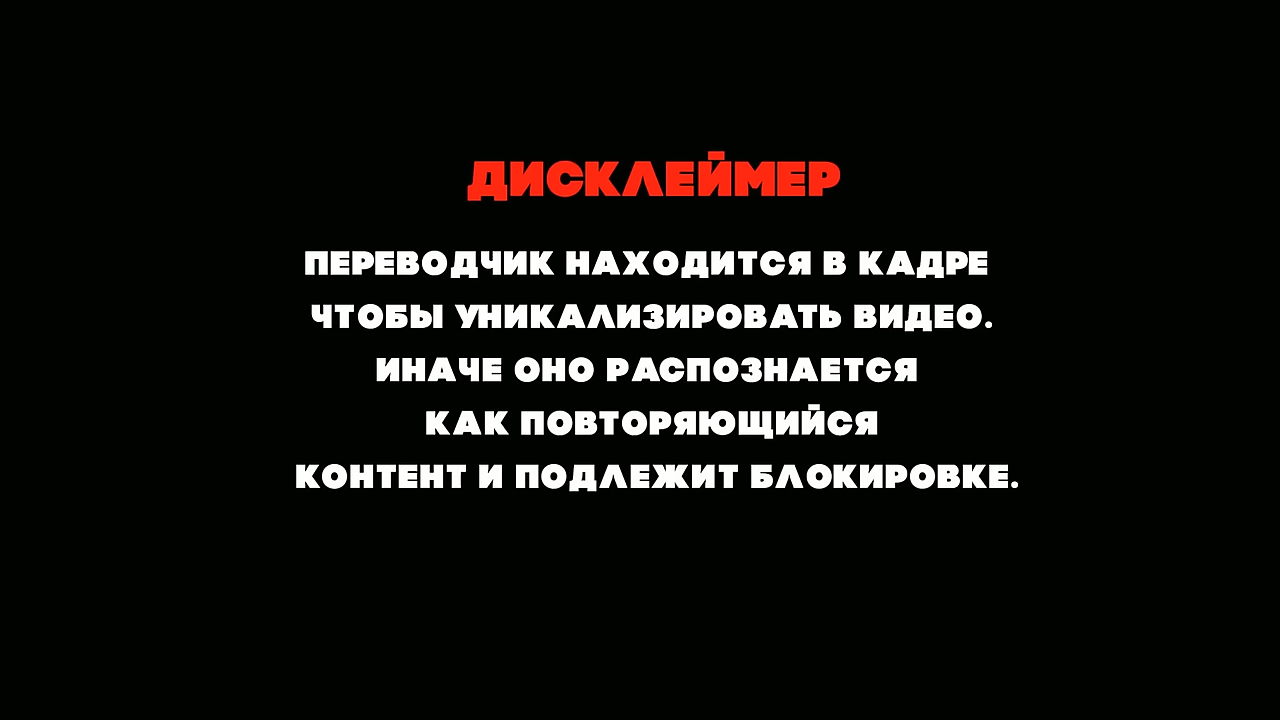 ДИСКЛЕЙМЕР
ПЕРЕВОДЧИК НАХОДИТСЯ В КАДРЕ
ЧТОБЫ УНИКАЛИЗИРОВАТЬ ВИДЕО.
ИНАЧЕ ОНО РАСПОЗНАЕТСЯ
КАК ПОВТОРЯЮЩИЙСЯ
КОНТЕНТ И ПОДЛЕЖИТ БЛОКИРОВКЕ.